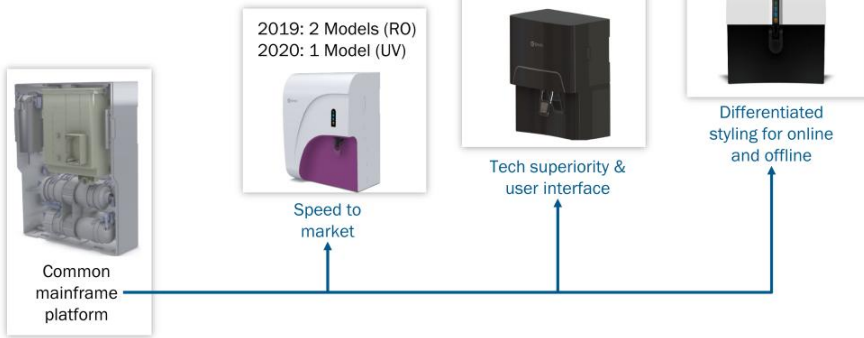 2019: 2 Models (RO)
2020: 1 Model (UV)
Common
mainframe
platform
Speed to
market
Tech superiority &
user interface
Differentiated
styling for online
and offline